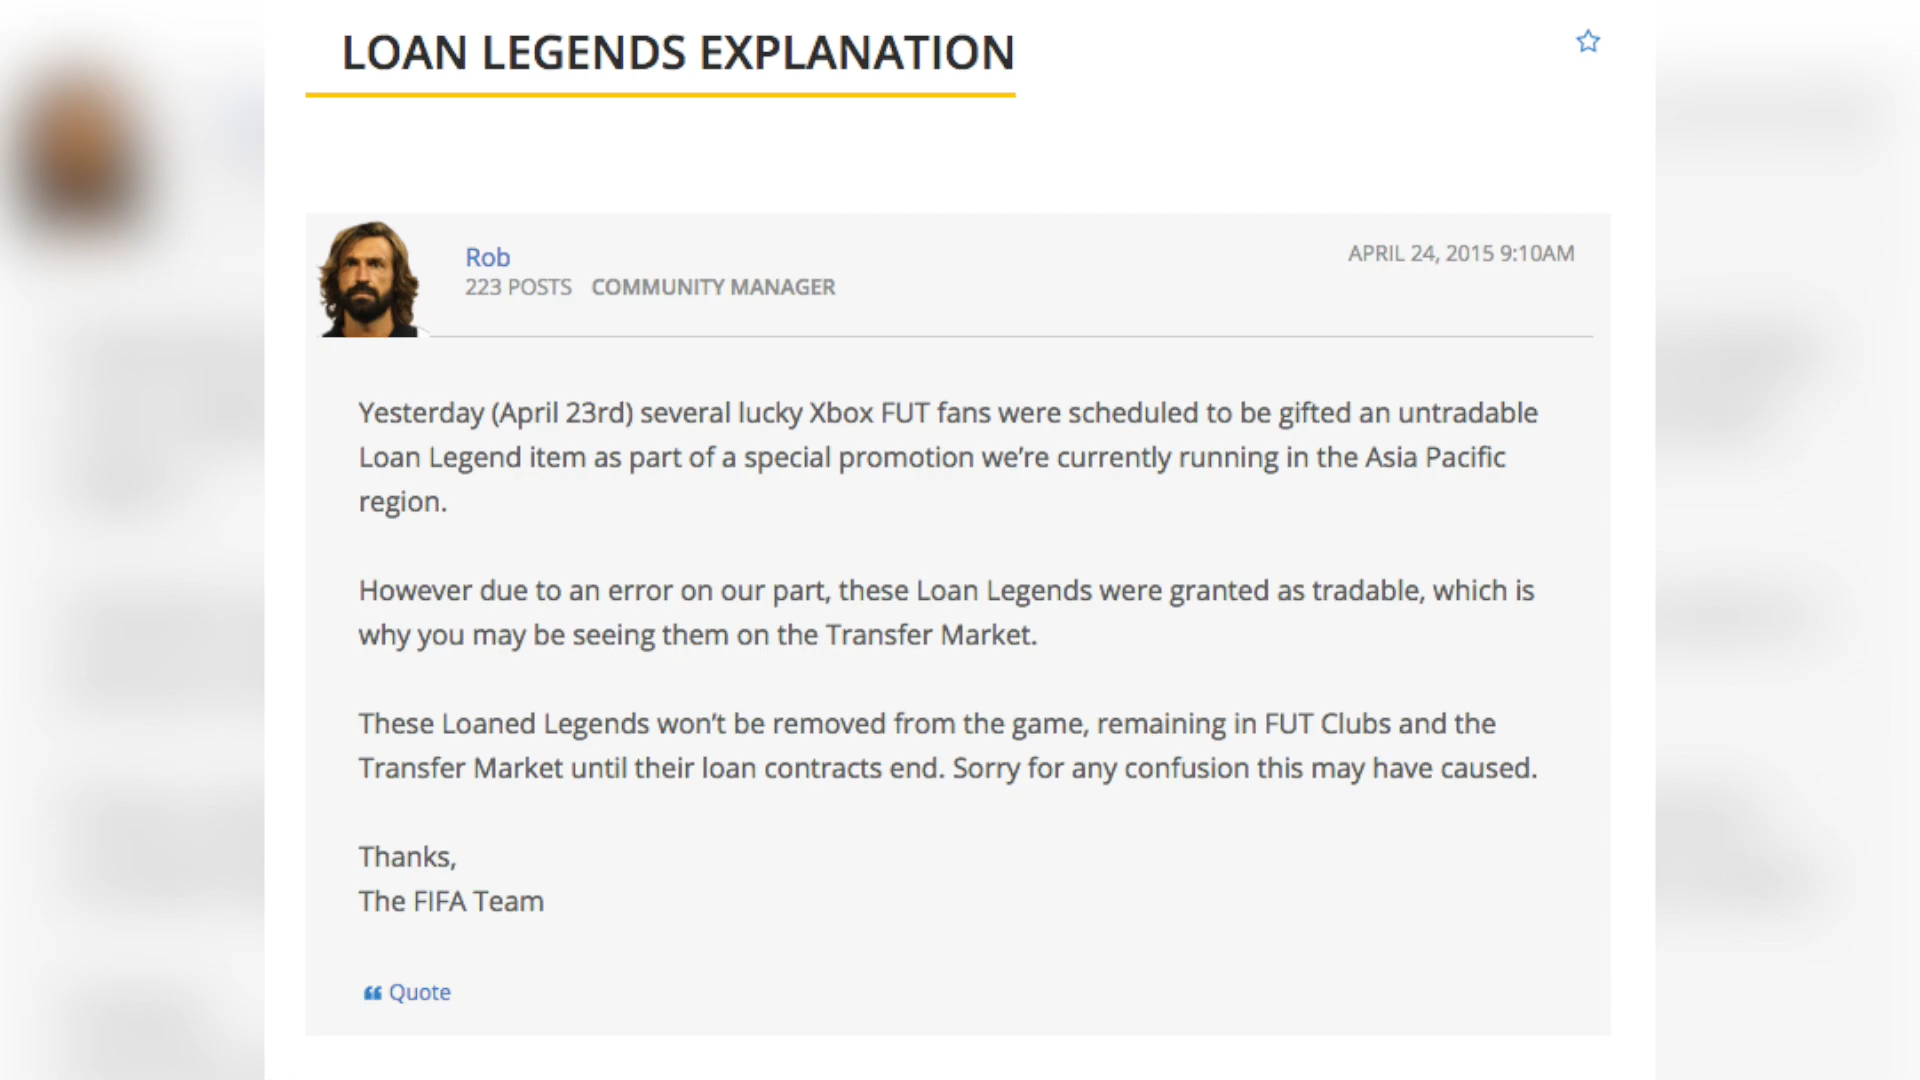 LOAN LEGENDS EXPLANATION
Rob
APRIL 24, 2015 9:10AM
223 POSTS COMMUNITY MANAGER
Yesterday (April 23rd) several lucky Xbox FUT fans were scheduled to be gifted an untradable
Loan Legend item as part of a special promotion we’re currently running in the Asia Pacific
region.
However due to an error on our part, these Loan Legends were granted as tradable, which is
why you may be seeing them on the Transfer Market.
These Loaned Legends won’t be removed from the game, remaining in FUT Clubs and the
Transfer Market until their loan contracts end. Sorry for any confusion this may have caused.
Thanks,
The FIFA Team
Quote